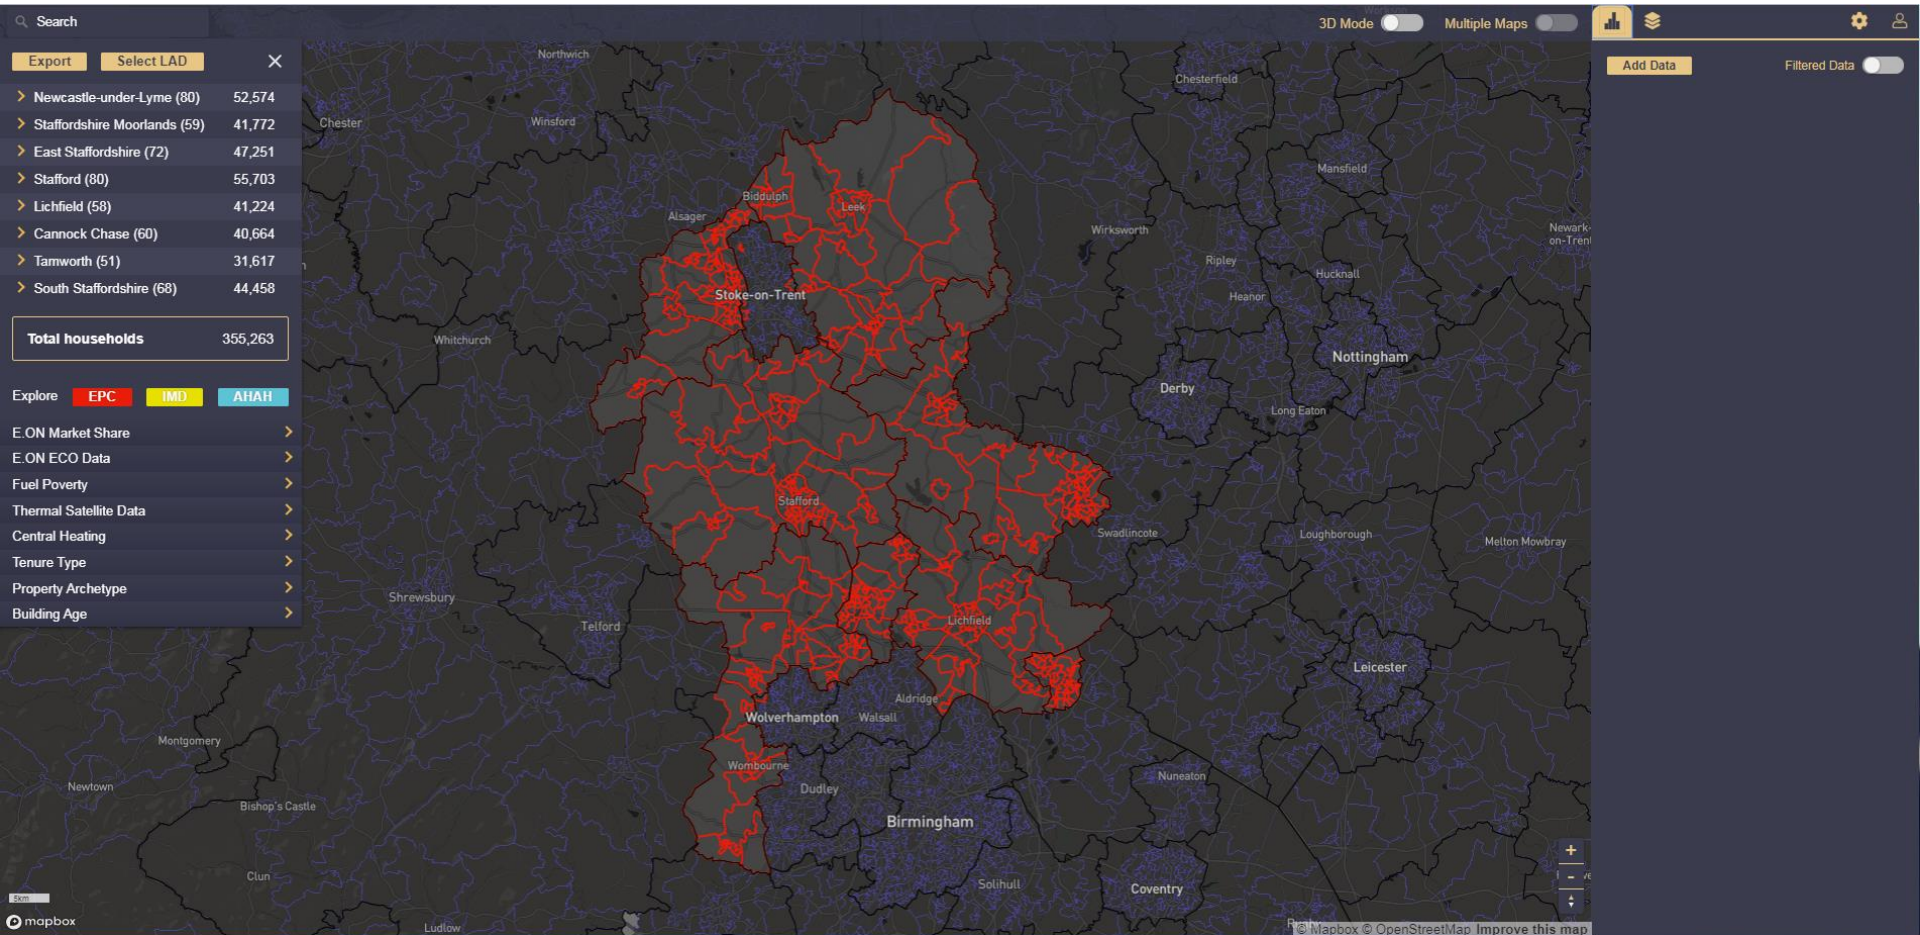 Search
3D Mode
Multiple Maps
Export
Select LAD
Add Data
Filtered Data
Newcastle-under-Lyme (80) 52,574
Staffordshire Moorlands (59) 41,772
East Staffordshire (72) 47,251
Stafford (80) 55,703
Lichfield (58) 41,224
Cannock Chase (60) 40,664
Tamworth (51) 31,617
South Staffordshire (68) 44,458
Total households 355,263
Explore EPC IMD AHAH
E.ON Market Share
E.ON ECO Data
Fuel Poverty
Thermal Satellite Data
Central Heating
Tenure Type
Property Archetype
Building Age
Northwich
Chesterfield
Chester
Winsford
Mansfield
Biddulph
Leek
Alsager
Wirksworth
Newark-
on-Trent
Ripley
Hucknall
Stoke-on-Trent
Heanor
Whitchurch
Nottingham
Derby
Long Eaton
Stafford
Swadlincote
Loughborough
Melton Mowbray
Shrewsbury
Telford
Lichfield
Leicester
Aldridge
Wolverhampton
Walsall
Montgomery
Wombourne
Nuneaton
Newtown
Dudley
Bishop's Castle
Birmingham
Clun
Solihull
Coventry
5km
mapbox
Ludlow
© Mapbox © OpenStreetMap Improve this map